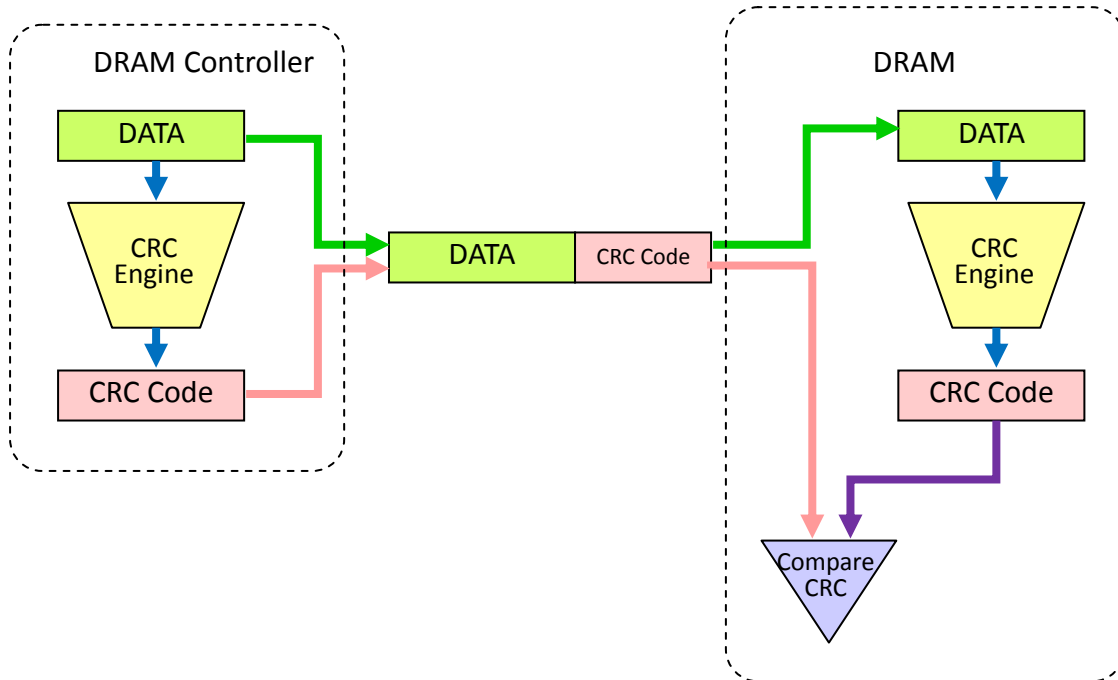 DRAM Controller
DATA
CRC
Engine
CRC Code
DATA
CRC Code
DRAM
DATA
CRC
Engine
CRC Code
Compare
CRC